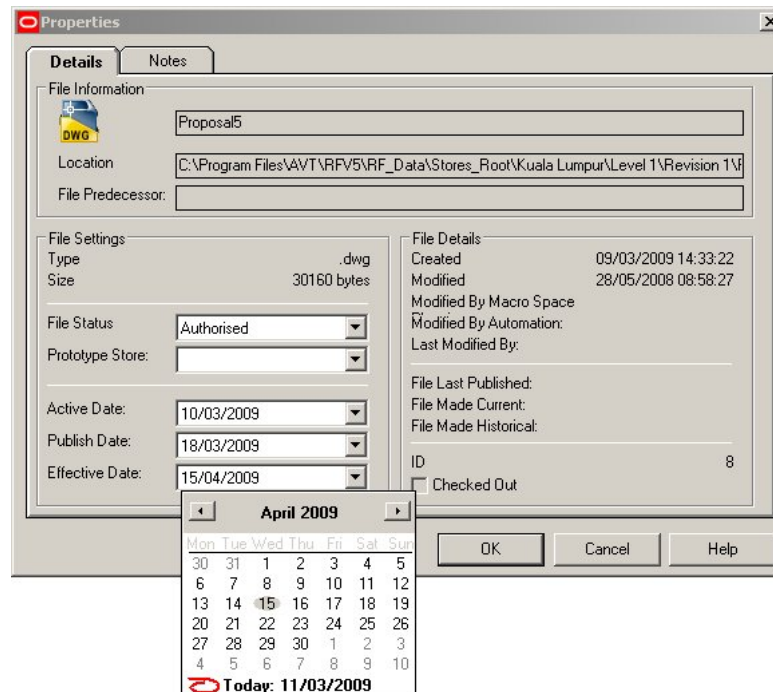 Properties
Details Notes
File Information
DWG
Proposal5
Location C:\Program Files\AVT\RFV5\RF_Data\Stores_Root\Kuala Lumpur\Level 1\Revision 1\
File Predecessor:
File Settings
Type .dwg
Size 30160 bytes
File Status Authorised
Prototype Store:
Active Date: 10/03/2009
Publish Date: 18/03/2009
Effective Date: 15/04/2009
File Details
Created 09/03/2009 14:33:22
Modified 28/05/2008 08:58:27
Modified By Macro Space
Modified By Automation:
Last Modified By:
File Last Published:
File Made Current:
File Made Historical:
ID 8
Checked Out
April 2009
Mon Tue Wed Thu Fri Sat Sun
30 31 1 2 3 4 5
6 7 8 9 10 11 12
13 14 15 16 17 18 19
20 21 22 23 24 25 26
27 28 29 30 1 2 3
4 5 6 7 8 9 10
Today: 11/03/2009
OK Cancel Help